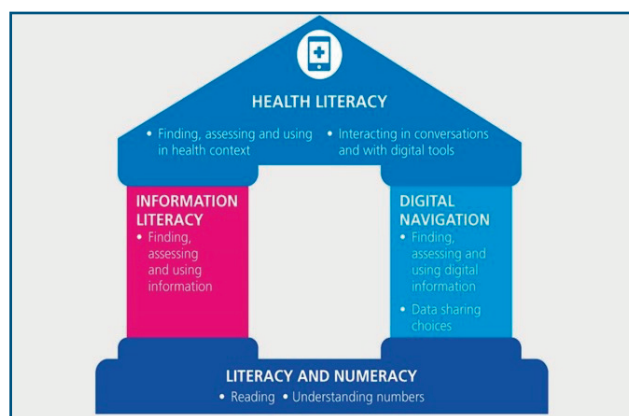 HEALTH LITERACY
• Finding, assessing and using
in health context
• Interacting in conversations
and with digital tools
INFORMATION
LITERACY
• Finding,
assessing
and using
information
DIGITAL
NAVIGATION
• Finding,
assessing and
using digital
information
• Data sharing
choices
LITERACY AND NUMERACY
• Reading • Understanding numbers